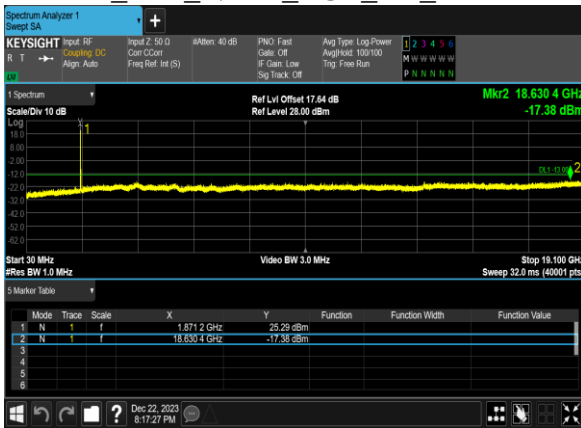 Spectrum Analyzer 1
Swept SA
+
KEYSIGHT
R T
LV
Input: RF
Coupling: DC
Align: Auto
Input Z: 50 Ω
Corr CCorr
Freq Ref: Int (S)
#Atten: 40 dB
PNO: Fast
Gate: Off
IF Gain: Low
Sig Track: Off
Avg Type: Log-Power
Avg|Hold: 100/100
Trig: Free Run
1 2 3 4 5 6
M W W W W W
P N N N N N
1 Spectrum
Scale/Div 10 dB
Ref Lvl Offset 17.64 dB
Ref Level 28.00 dBm
Mkr2 18.630 4 GHz
-17.38 dBm
Log
18.0
8.00
-2.00
-12.0
-22.0
-32.0
-42.0
-52.0
-62.0
1
2
Start 30 MHz
#Res BW 1.0 MHz
Video BW 3.0 MHz
Stop 19.100 GHz
Sweep 32.0 ms (40001 pts
5 Marker Table
Mode Trace Scale X Y Function Function Width Function Value
1 N 1 f 1.871 2 GHz 25.29 dBm
2 N 1 f 18.630 4 GHz -17.38 dBm
3
4
5
6
?
Dec 22, 2023
8:17:27 PM